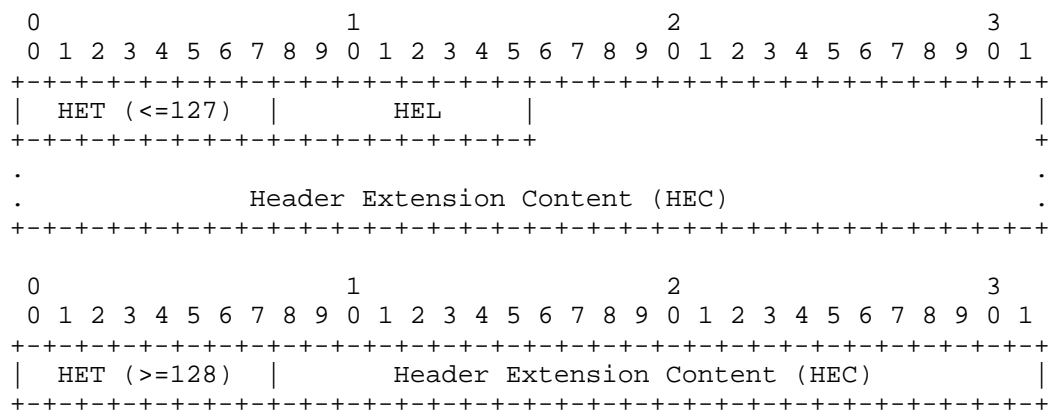 0                   1                   2                   3
 0 1 2 3 4 5 6 7 8 9 0 1 2 3 4 5 6 7 8 9 0 1 2 3 4 5 6 7 8 9 0 1
+-+-+-+-+-+-+-+-+-+-+-+-+-+-+-+-+-+-+-+-+-+-+-+-+-+-+-+-+-+-+-+-+
|  HET (<=127)  |       HEL     |                               |
+-+-+-+-+-+-+-+-+-+-+-+-+-+-+-+-+                               +
.                                                               .
.              Header Extension Content (HEC)                   .
+-+-+-+-+-+-+-+-+-+-+-+-+-+-+-+-+-+-+-+-+-+-+-+-+-+-+-+-+-+-+-+-+
 0                   1                   2                   3
 0 1 2 3 4 5 6 7 8 9 0 1 2 3 4 5 6 7 8 9 0 1 2 3 4 5 6 7 8 9 0 1
+-+-+-+-+-+-+-+-+-+-+-+-+-+-+-+-+-+-+-+-+-+-+-+-+-+-+-+-+-+-+-+-+
|  HET (>=128)  |       Header Extension Content (HEC)          |
+-+-+-+-+-+-+-+-+-+-+-+-+-+-+-+-+-+-+-+-+-+-+-+-+-+-+-+-+-+-+-+-+